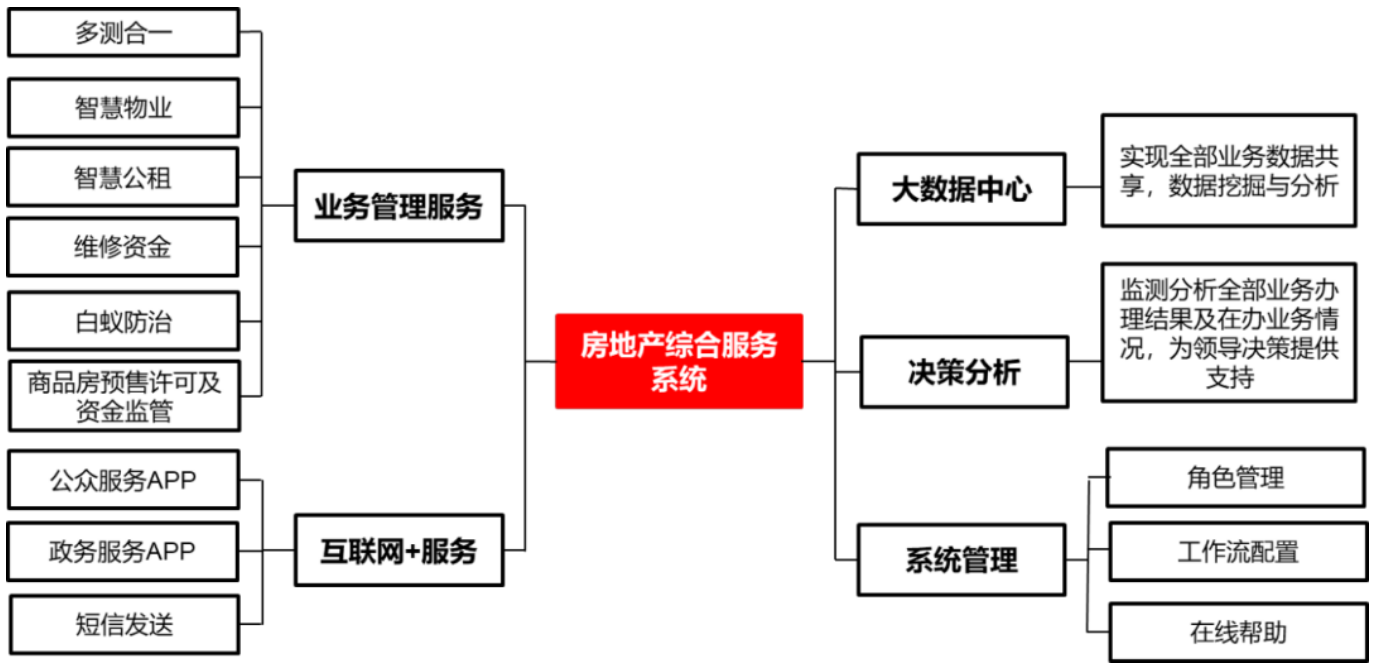 多测合一
智慧物业
智慧公租
维修资金
白蚁防治
商品房预售许可及
资金监管
公众服务APP
政务服务APP
短信发送
业务管理服务
互联网+服务
房地产综合服务
系统
大数据中心
决策分析
系统管理
实现全部业务数据共
享，数据挖掘与分析
监测分析全部业务办
理结果及在办业务情
况，为领导决策提供
支持
角色管理
工作流配置
在线帮助